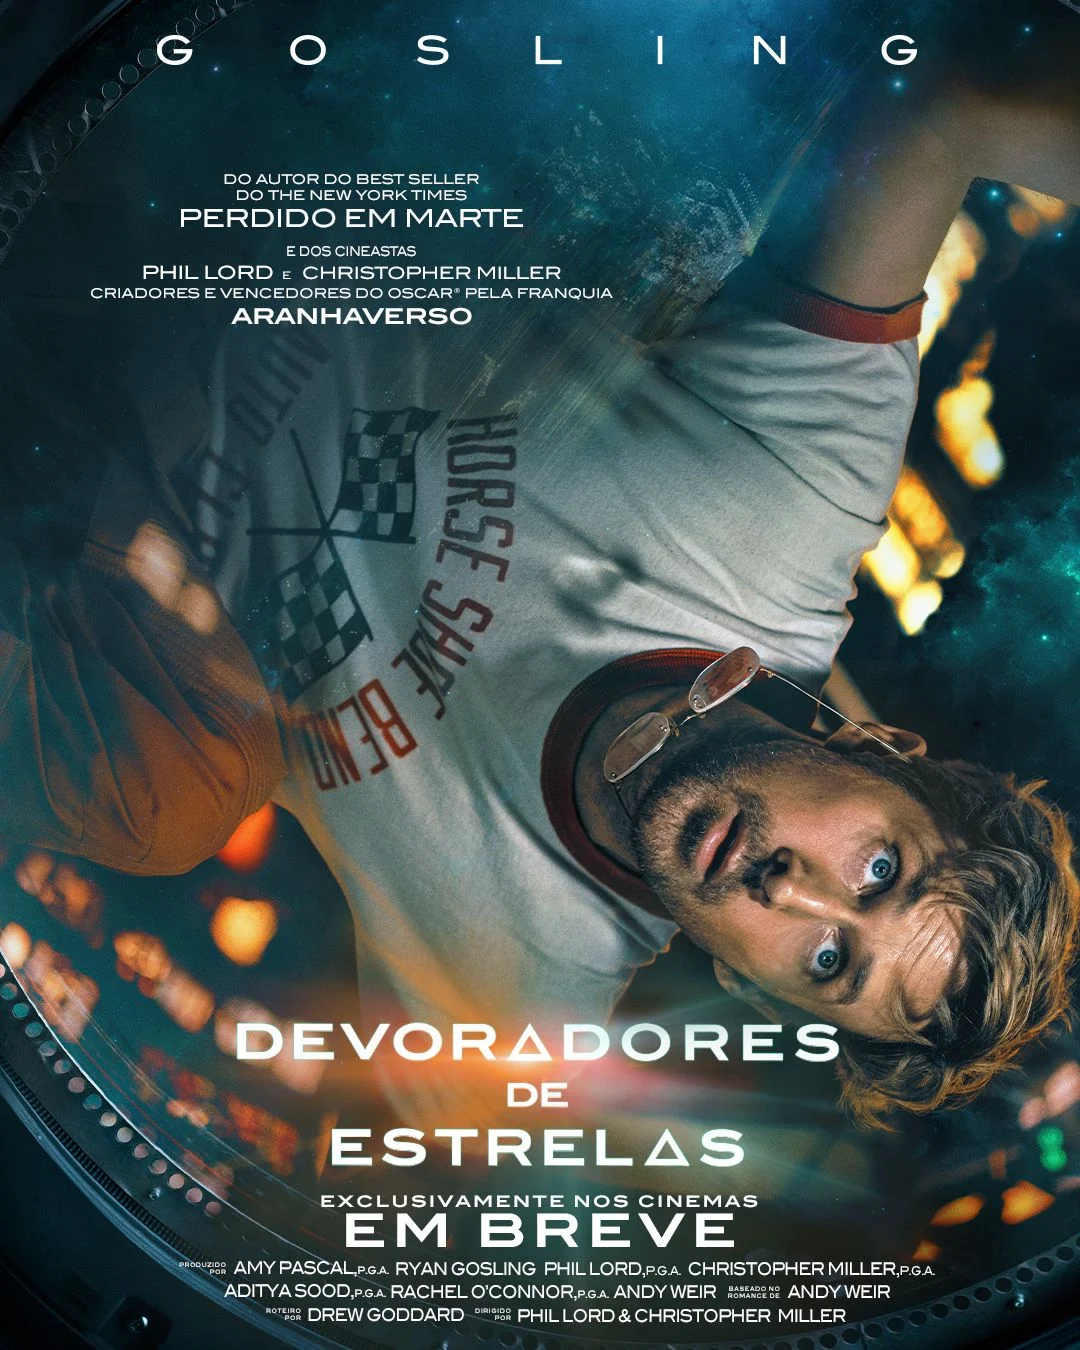 GOSLING
DO AUTOR DO BEST SELLER
DO THE NEW YORK TIMES
PERDIDO EM MARTE
E DOS CINEASTAS
PHIL LORD E CHRISTOPHER MILLER
CRIADORES E VENCEDORES DO OSCAR® PELA FRANQUIA
ARANHAVERSO
AUTO
HORSE SHOE BEND
DEVORADORES
DE
ESTRELAS
EXCLUSIVAMENTE NOS CINEMAS
EM BREVE
PRODUZIDO POR AMY PASCAL, P.G.A. RYAN GOSLING PHIL LORD, P.G.A. CHRISTOPHER MILLER, P.G.A.
ADITYA SOOD, P.G.A. RACHEL O'CONNOR, P.G.A. ANDY WEIR BASEADO NO ROMANCE DE ANDY WEIR
ROTEIRO POR DREW GODDARD DIRIGIDO POR PHIL LORD & CHRISTOPHER MILLER